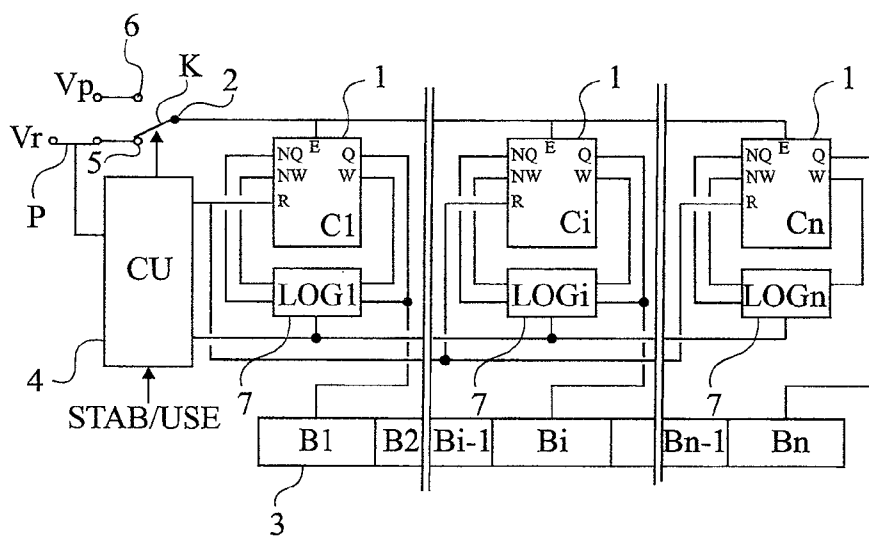 6
Vp
K
2
1
1
1
Vr
5
P
NQ E Q
NW W
R
C1
NQ E Q
NW W
R
Ci
NQ E Q
NW W
R
Cn
CU
LOG1
LOGi
LOGn
4
7
7
7
STAB/USE
B1 B2 Bi-1 Bi Bn-1 Bn
3